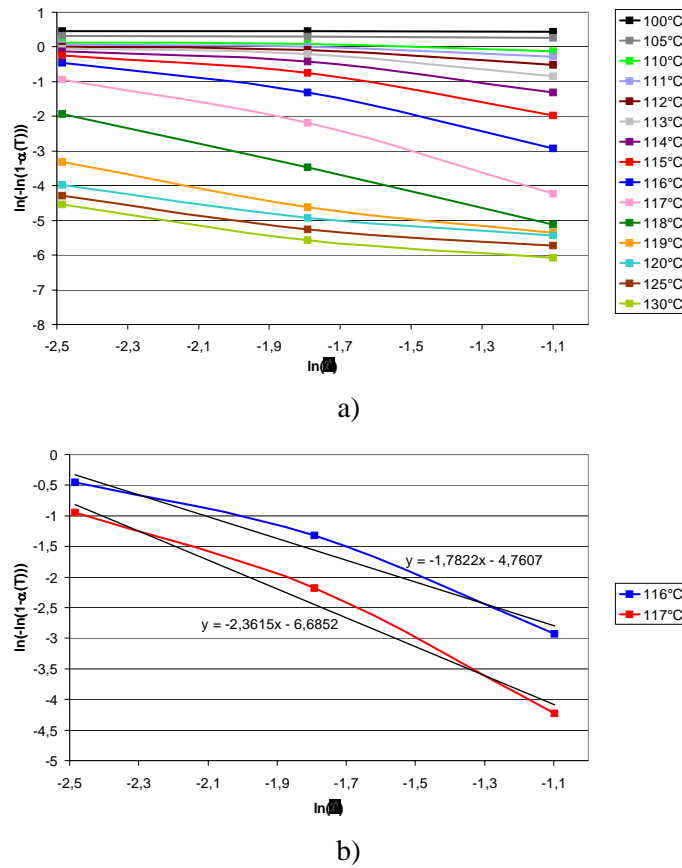 1
0
-1
-2
-3
-4
-5
-6
-7
-8
ln(-ln(1-α(T)))
-2,5 -2,3 -2,1 -1,9 -1,7 -1,5 -1,3 -1,1
ln( )
100°C
105°C
110°C
111°C
112°C
113°C
114°C
115°C
116°C
117°C
118°C
119°C
120°C
125°C
130°C
a)
0
-0,5
-1
-1,5
-2
-2,5
-3
-3,5
-4
-4,5
-5
ln(-ln(1-α(T)))
y = -1,7822x - 4,7607
y = -2,3615x - 6,6852
-2,5 -2,3 -2,1 -1,9 -1,7 -1,5 -1,3 -1,1
ln( )
116°C
117°C
b)